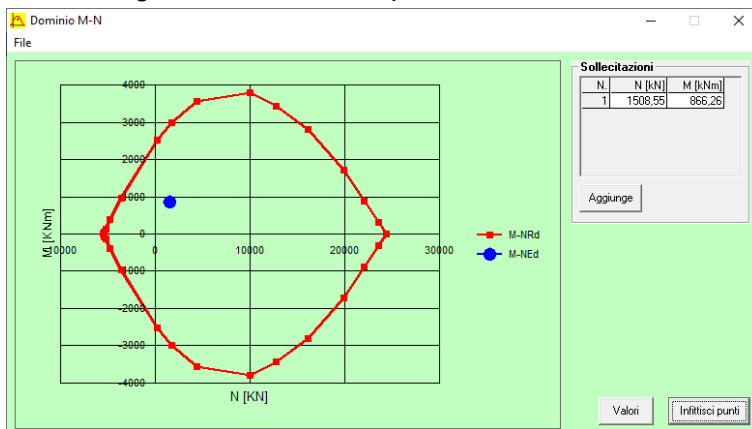 Dominio M-N
File
Sollecitazioni
N. N [kN] M [kNm]
1 1508,55 866,26
Aggiunge
4000
3000
2000
1000
0
-1000
-2000
-3000
-4000
M [KNm]
-10000 0 10000 20000 30000
N [KN]
M-NRd
M-NEd
Valori
Infittisci punti